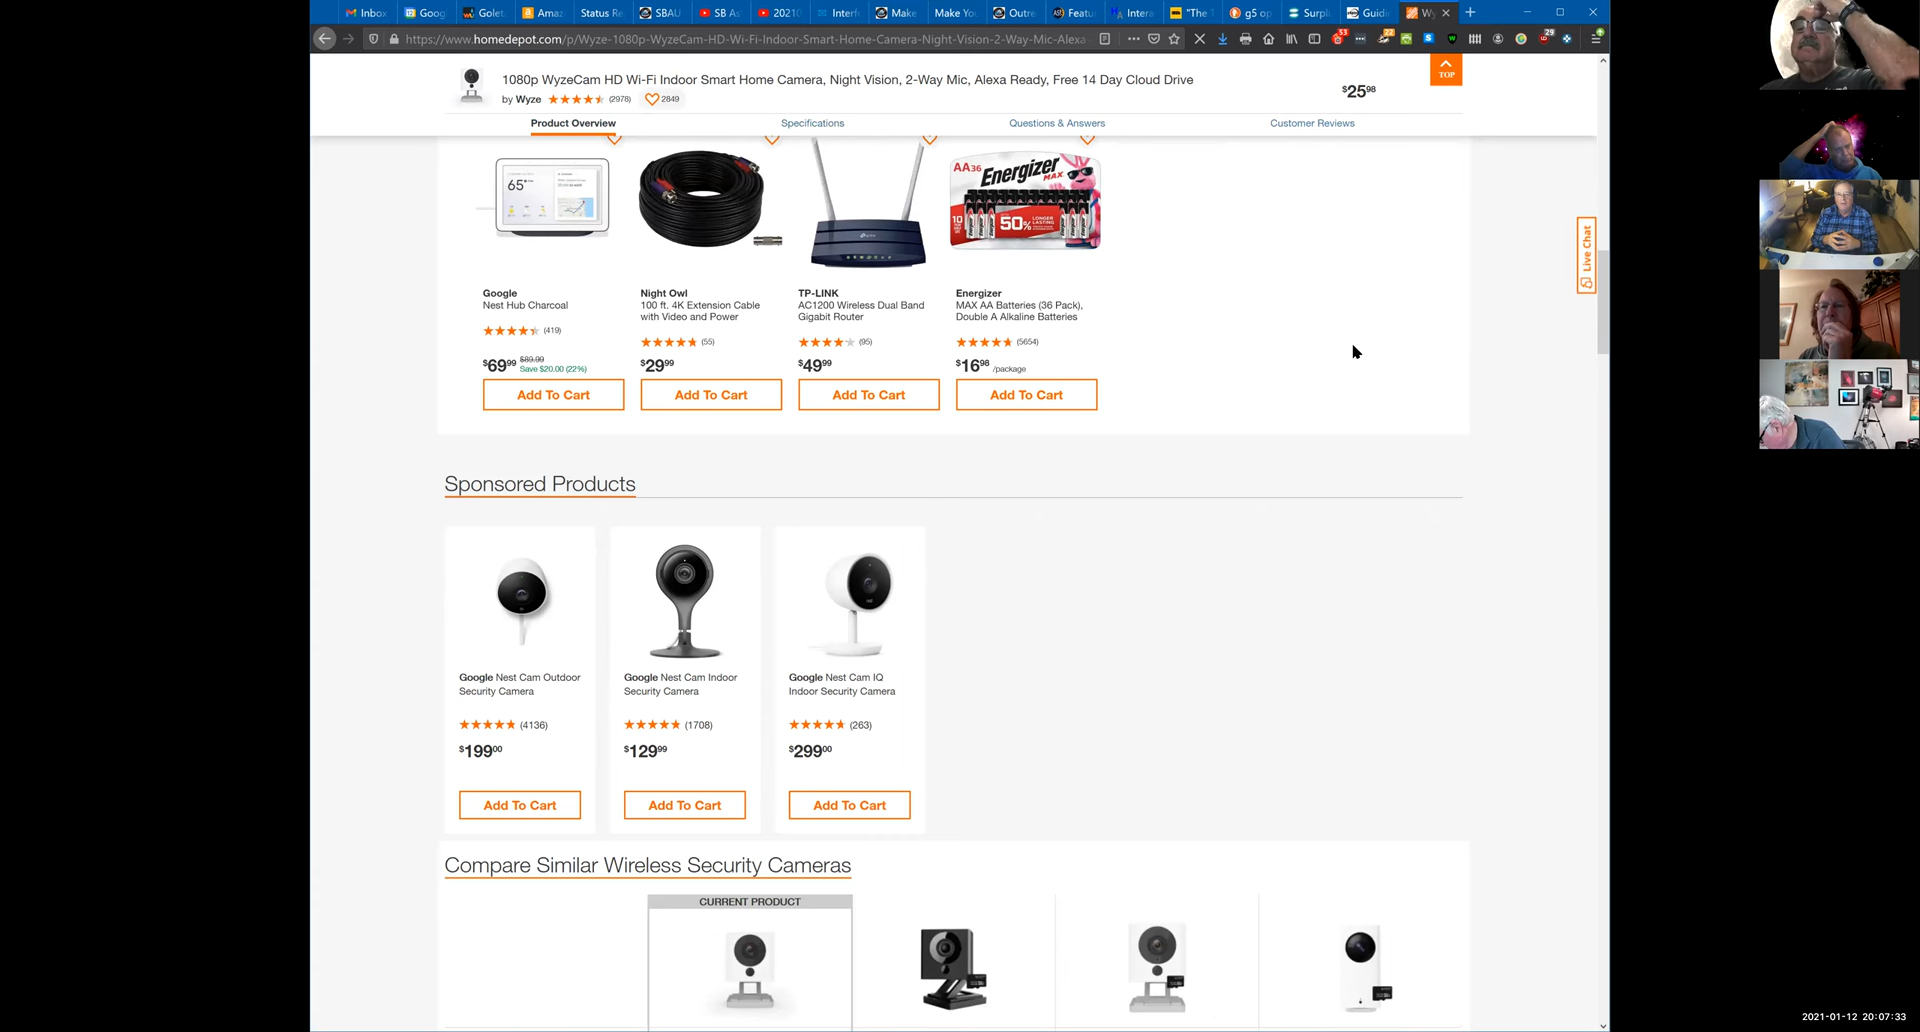 Inbox
Goog
Golet
Amaz
Status Re
SBAU
SB As
20210
Interf
Make
Make You
Outre
Featu
Intera
"The
g5 op
Surpl
Guidi
https://www.homedepot.com/p/Wyze-1080p-WyzeCam-HD-Wi-Fi-Indoor-Smart-Home-Camera-Night-Vision-2-Way-Mic-Alexa
53
22
29
1080p WyzeCam HD Wi-Fi Indoor Smart Home Camera, Night Vision, 2-Way Mic, Alexa Ready, Free 14 Day Cloud Drive
by Wyze (2978) 2849
$25 98
TOP
Product Overview
Specifications
Questions & Answers
Customer Reviews
65°
AA36
Energizer
MAX
50% LONGER LASTING
Google
Nest Hub Charcoal
(419)
$69 99 $89.99
Save $20.00 (22%)
Add To Cart
Night Owl
100 ft. 4K Extension Cable
with Video and Power
(55)
$29 99
Add To Cart
TP-LINK
AC1200 Wireless Dual Band
Gigabit Router
(95)
$49 99
Add To Cart
Energizer
MAX AA Batteries (36 Pack),
Double A Alkaline Batteries
(5654)
$16 98 /package
Add To Cart
Live Chat
Sponsored Products
Google Nest Cam Outdoor
Security Camera
(4136)
$199 00
Add To Cart
Google Nest Cam Indoor
Security Camera
(1708)
$129 99
Add To Cart
Google Nest Cam IQ
Indoor Security Camera
(263)
$299 00
Add To Cart
Compare Similar Wireless Security Cameras
CURRENT PRODUCT
2021-01-12 20:07:33